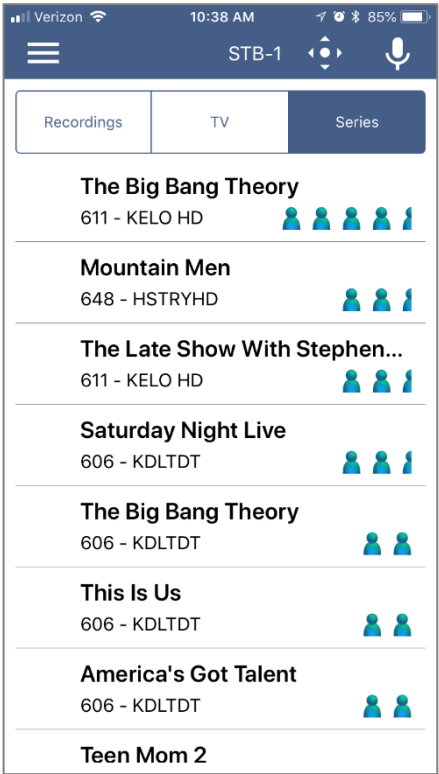 Verizon 10:38 AM 85%
STB-1
Recordings TV Series
The Big Bang Theory
611 - KELO HD
Mountain Men
648 - HSTRYHD
The Late Show With Stephen...
611 - KELO HD
Saturday Night Live
606 - KDLTDT
The Big Bang Theory
606 - KDLTDT
This Is Us
606 - KDLTDT
America's Got Talent
606 - KDLTDT
Teen Mom 2